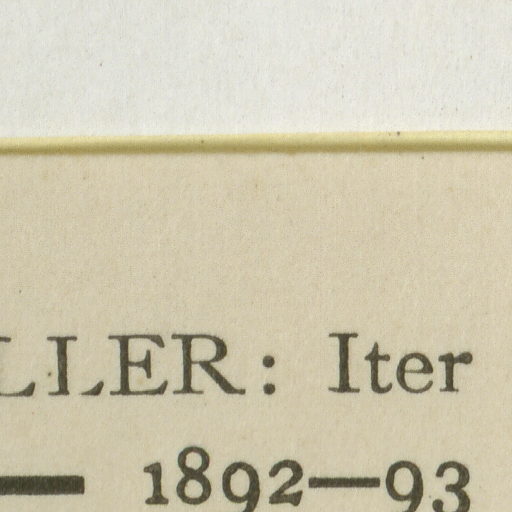 LLER: Iter
— 1892—93